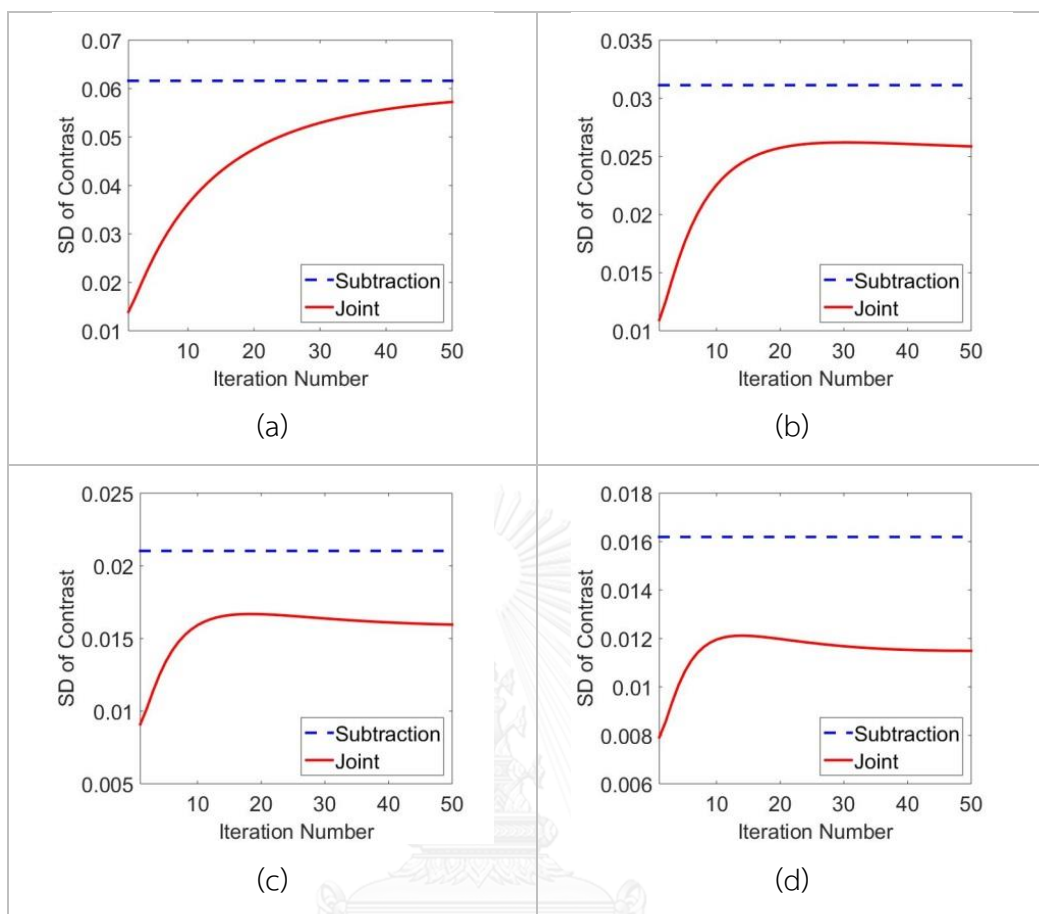 0.07
0.06
0.05
0.04
0.03
0.02
0.01
SD of Contrast
Subtraction
Joint
10 20 30 40 50
Iteration Number
(a)
0.035
0.03
0.025
0.02
0.015
0.01
SD of Contrast
Subtraction
Joint
10 20 30 40 50
Iteration Number
(b)
0.025
0.02
0.015
0.01
0.005
SD of Contrast
Subtraction
Joint
10 20 30 40 50
Iteration Number
(c)
0.018
0.016
0.014
0.012
0.01
0.008
0.006
SD of Contrast
Subtraction
Joint
10 20 30 40 50
Iteration Number
(d)